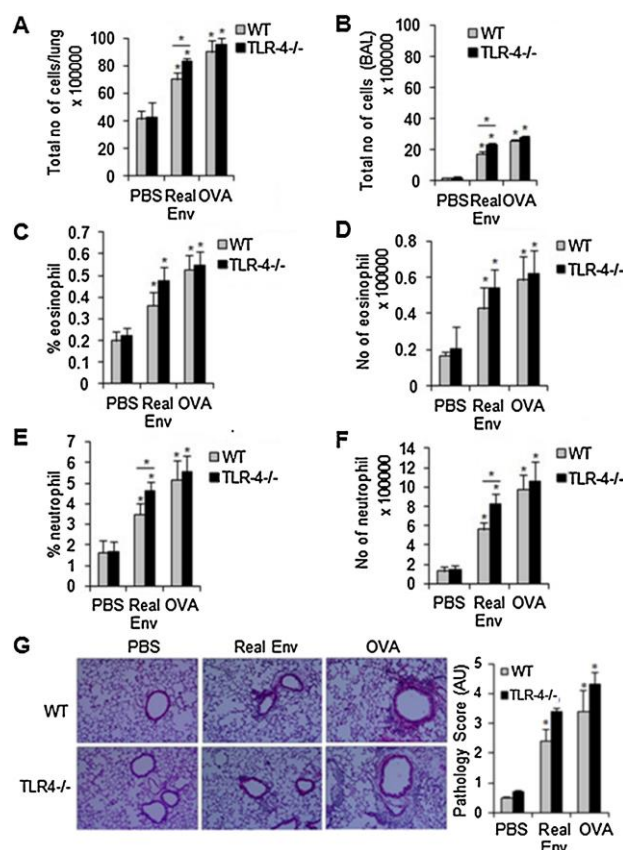 A
Total no of cells/lung
x 100000
100
80
60
40
20
0
PBS Real OVA
Env
WT
TLR-4-/-
*
* *
* *
B
Total no of cells (BAL)
x 100000
100
80
60
40
20
0
PBS Real OVA
Env
WT
TLR-4-/-
*
* *
* *
C
% eosinophil
0.7
0.6
0.5
0.4
0.3
0.2
0.1
0
PBS Real OVA
Env
WT
TLR-4-/-
* *
* *
D
No of eosinophil
x 100000
0.8
0.6
0.4
0.2
0
PBS Real OVA
Env
WT
TLR-4-/-
* *
* *
E
% neutrophil
7
6
5
4
3
2
1
0
PBS Real OVA
Env
WT
TLR-4-/-
*
* *
* *
F
No of neutrophil
x 100000
14
12
10
8
6
4
2
0
PBS Real OVA
Env
WT
TLR-4-/-
*
* *
* *
G
PBS Real Env OVA
WT
TLR4-/-
Pathology Score (AU)
5
4
3
2
1
0
PBS Real OVA
Env
WT
TLR-4-/-
*
* *